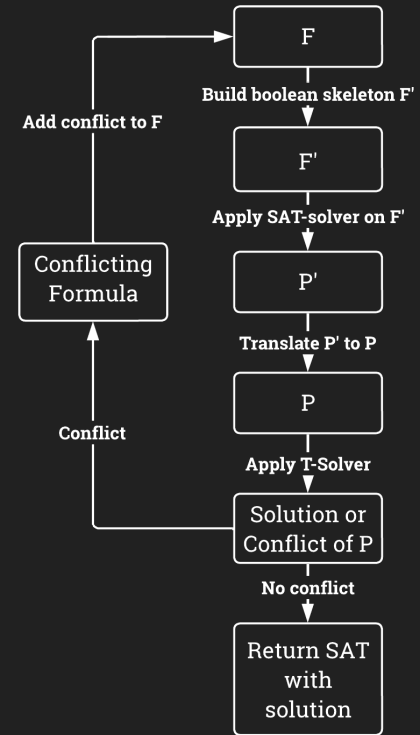 F
Build boolean skeleton F'
Add conflict to F
F'
Apply SAT-solver on F'
Conflicting
Formula
P'
Translate P' to P
P
Conflict
Apply T-Solver
Solution or
Conflict of P
No conflict
Return SAT
with
solution